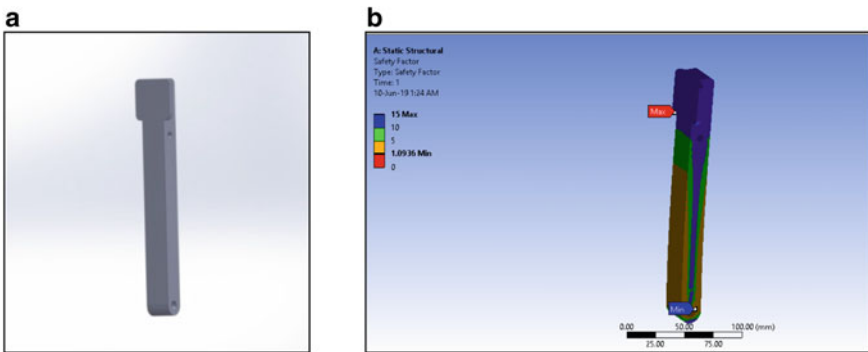 a
b
A: Static Structural
Safety Factor
Type: Safety Factor
Time: 1
10-Jun-19 1:24 AM
15 Max
10
5
1.0936 Min
0
Max
Min
0.00 50.00 100.00 (mm)
25.00 75.00